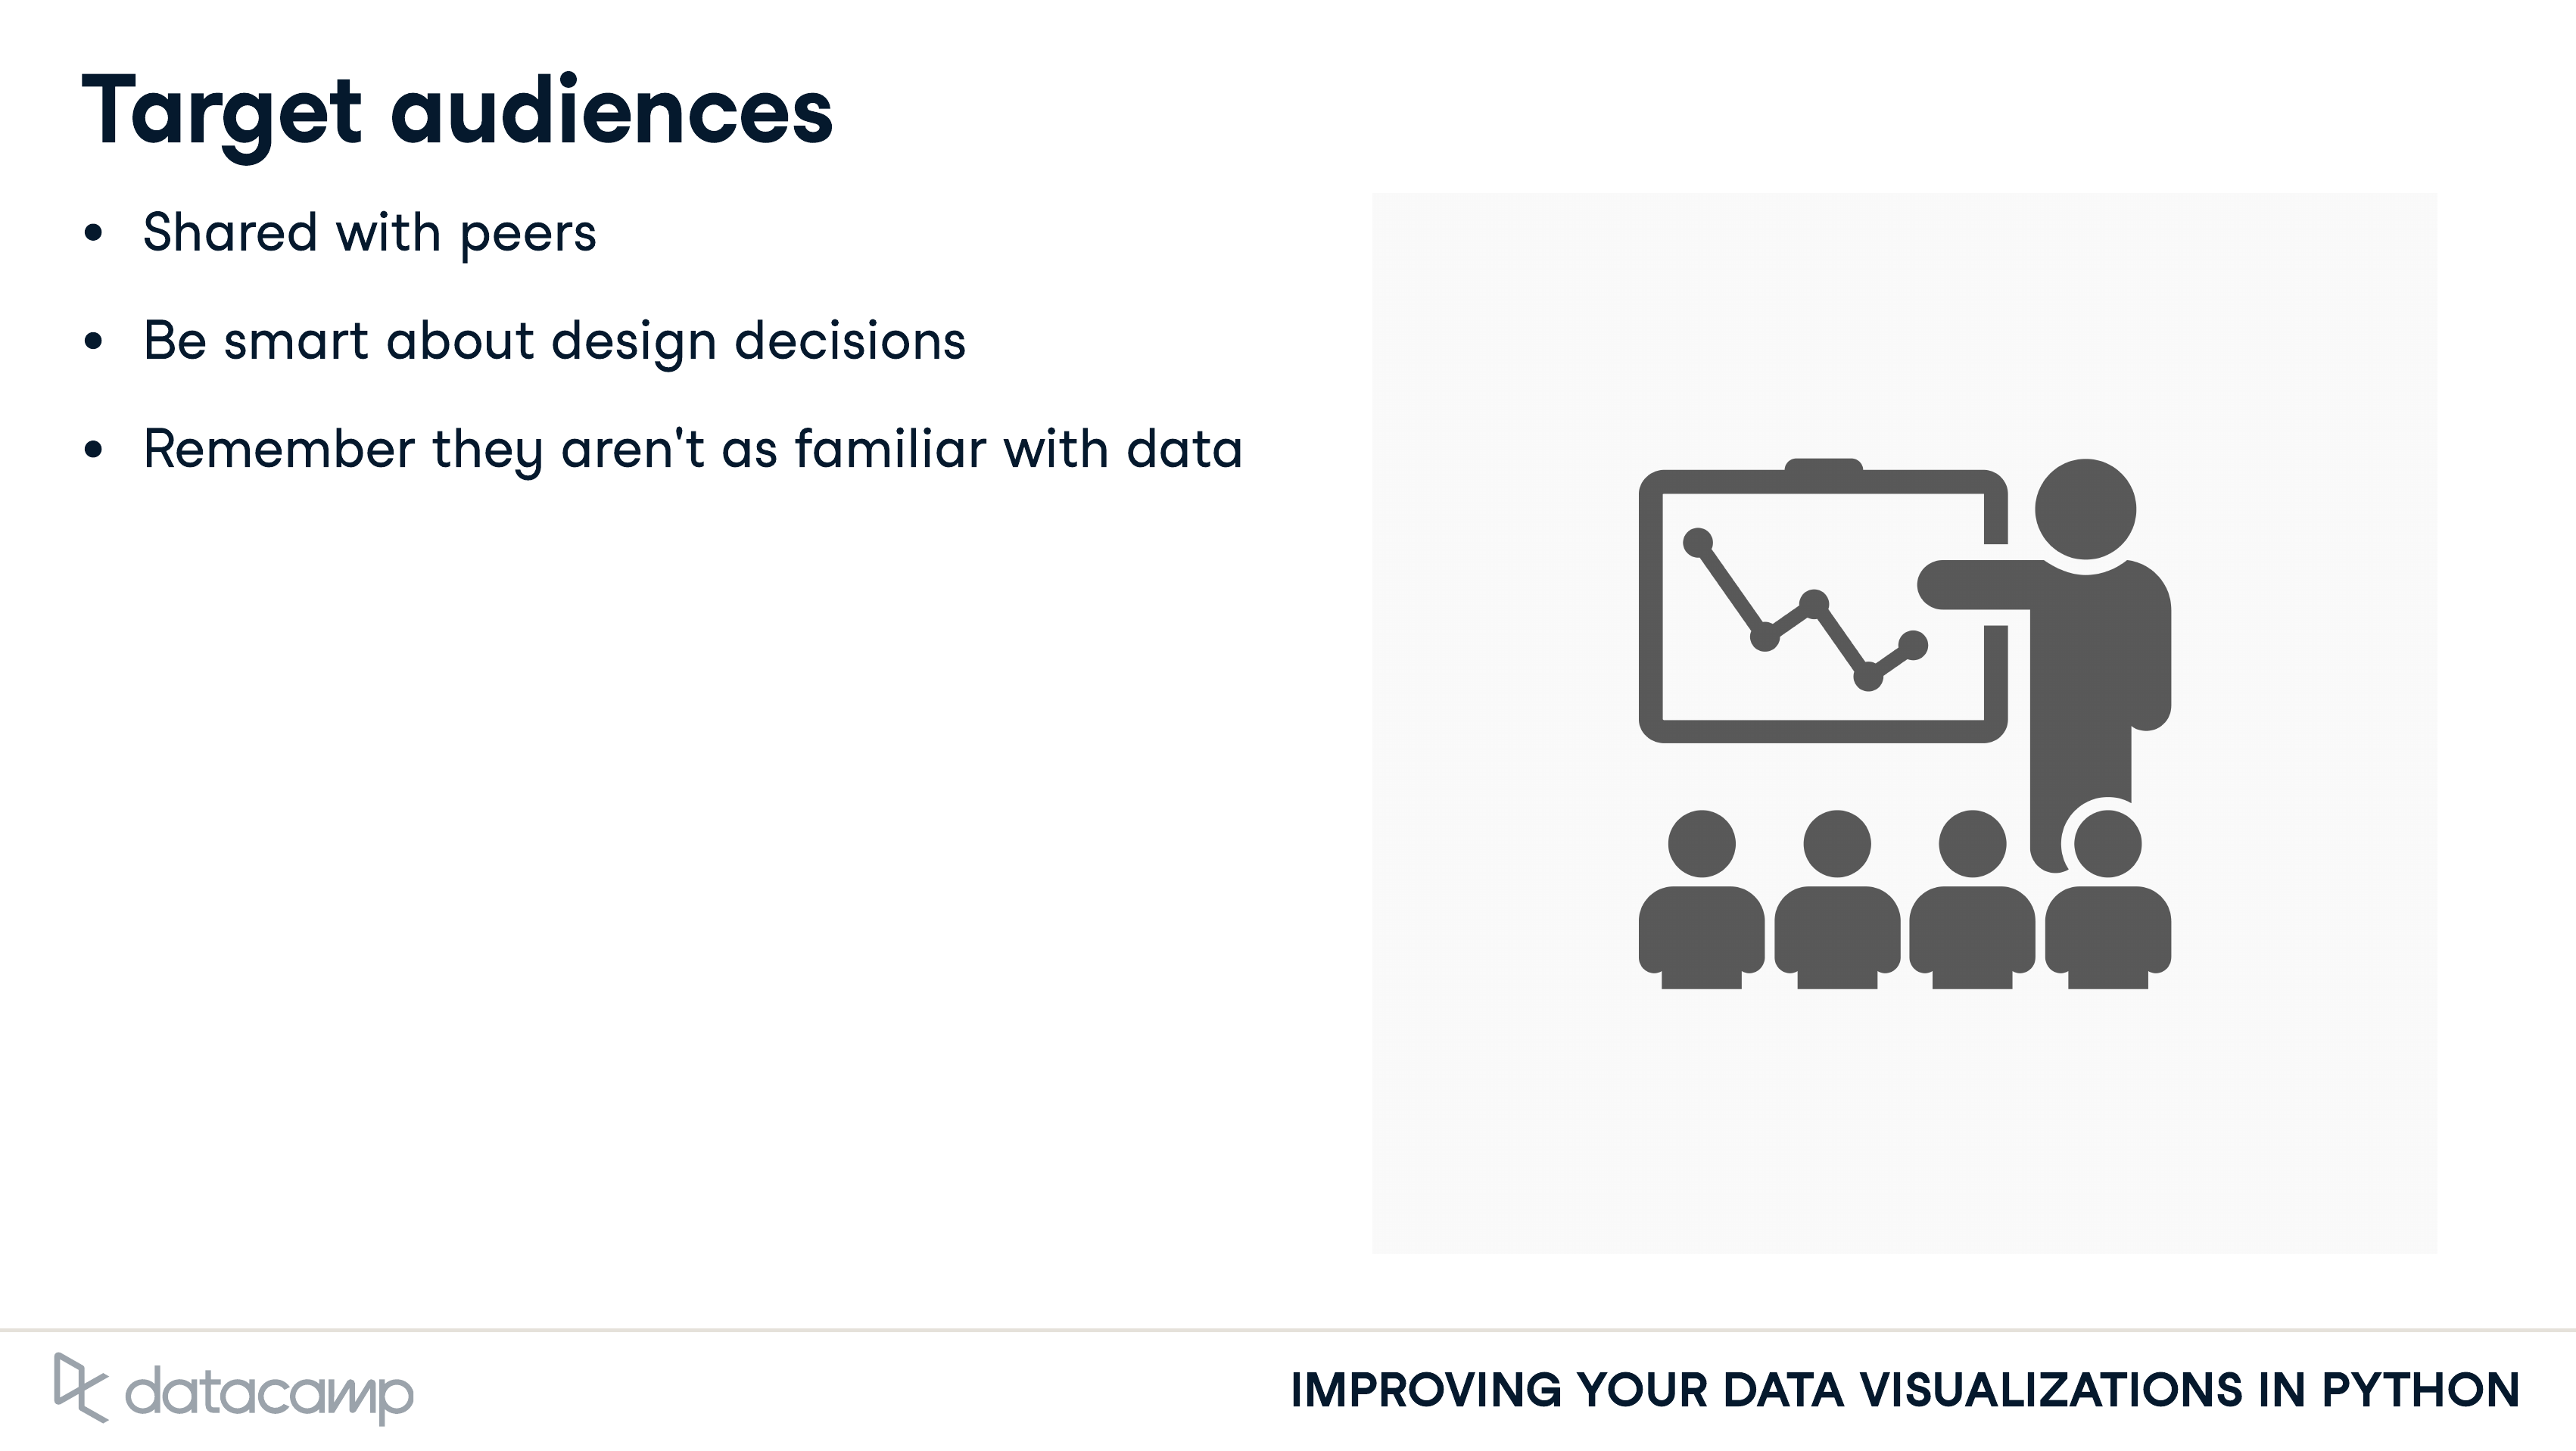 Target audiences
• Shared with peers
• Be smart about design decisions
• Remember they aren't as familiar with data
datacamp
IMPROVING YOUR DATA VISUALIZATIONS IN PYTHON